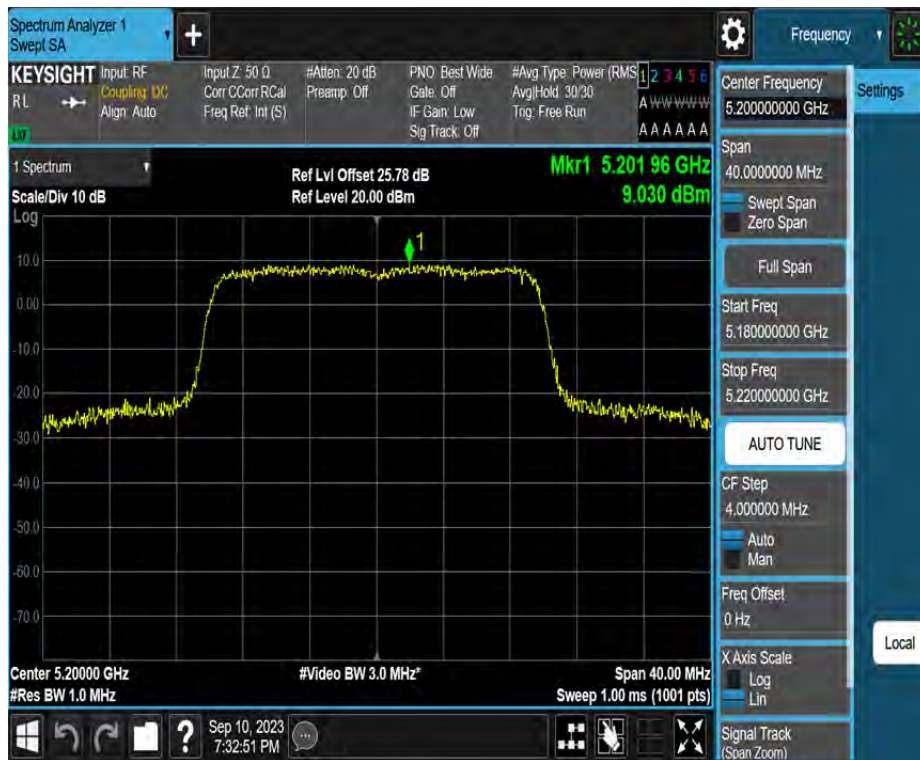 Spectrum Analyzer 1
Swept SA
+
Frequency
KEYSIGHT
RL
LXI
Input: RF
Coupling: DC
Align: Auto
Input Z: 50 Ω
Corr CCorr RCal
Freq Ref: Int (S)
#Atten: 20 dB
Preamp: Off
PNO: Best Wide
Gate: Off
IF Gain: Low
Sig Track: Off
#Avg Type: Power (RMS
Avg|Hold: 30/30
Trig: Free Run
1 2 3 4 5 6
A W W W W W
A A A A A A
1 Spectrum
Scale/Div 10 dB
Log
Ref Lvl Offset 25.78 dB
Ref Level 20.00 dBm
Mkr1 5.201 96 GHz
9.030 dBm
1
10.0
0.00
-10.0
-20.0
-30.0
-40.0
-50.0
-60.0
-70.0
Center 5.20000 GHz
#Res BW 1.0 MHz
#Video BW 3.0 MHz*
Span 40.00 MHz
Sweep 1.00 ms (1001 pts)
Center Frequency
5.200000000 GHz
Span
40.0000000 MHz
Swept Span
Zero Span
Full Span
Start Freq
5.180000000 GHz
Stop Freq
5.220000000 GHz
AUTO TUNE
CF Step
4.000000 MHz
Auto
Man
Freq Offset
0 Hz
X Axis Scale
Log
Lin
Signal Track
(Span Zoom)
Settings
Local
?
Sep 10, 2023
7:32:51 PM